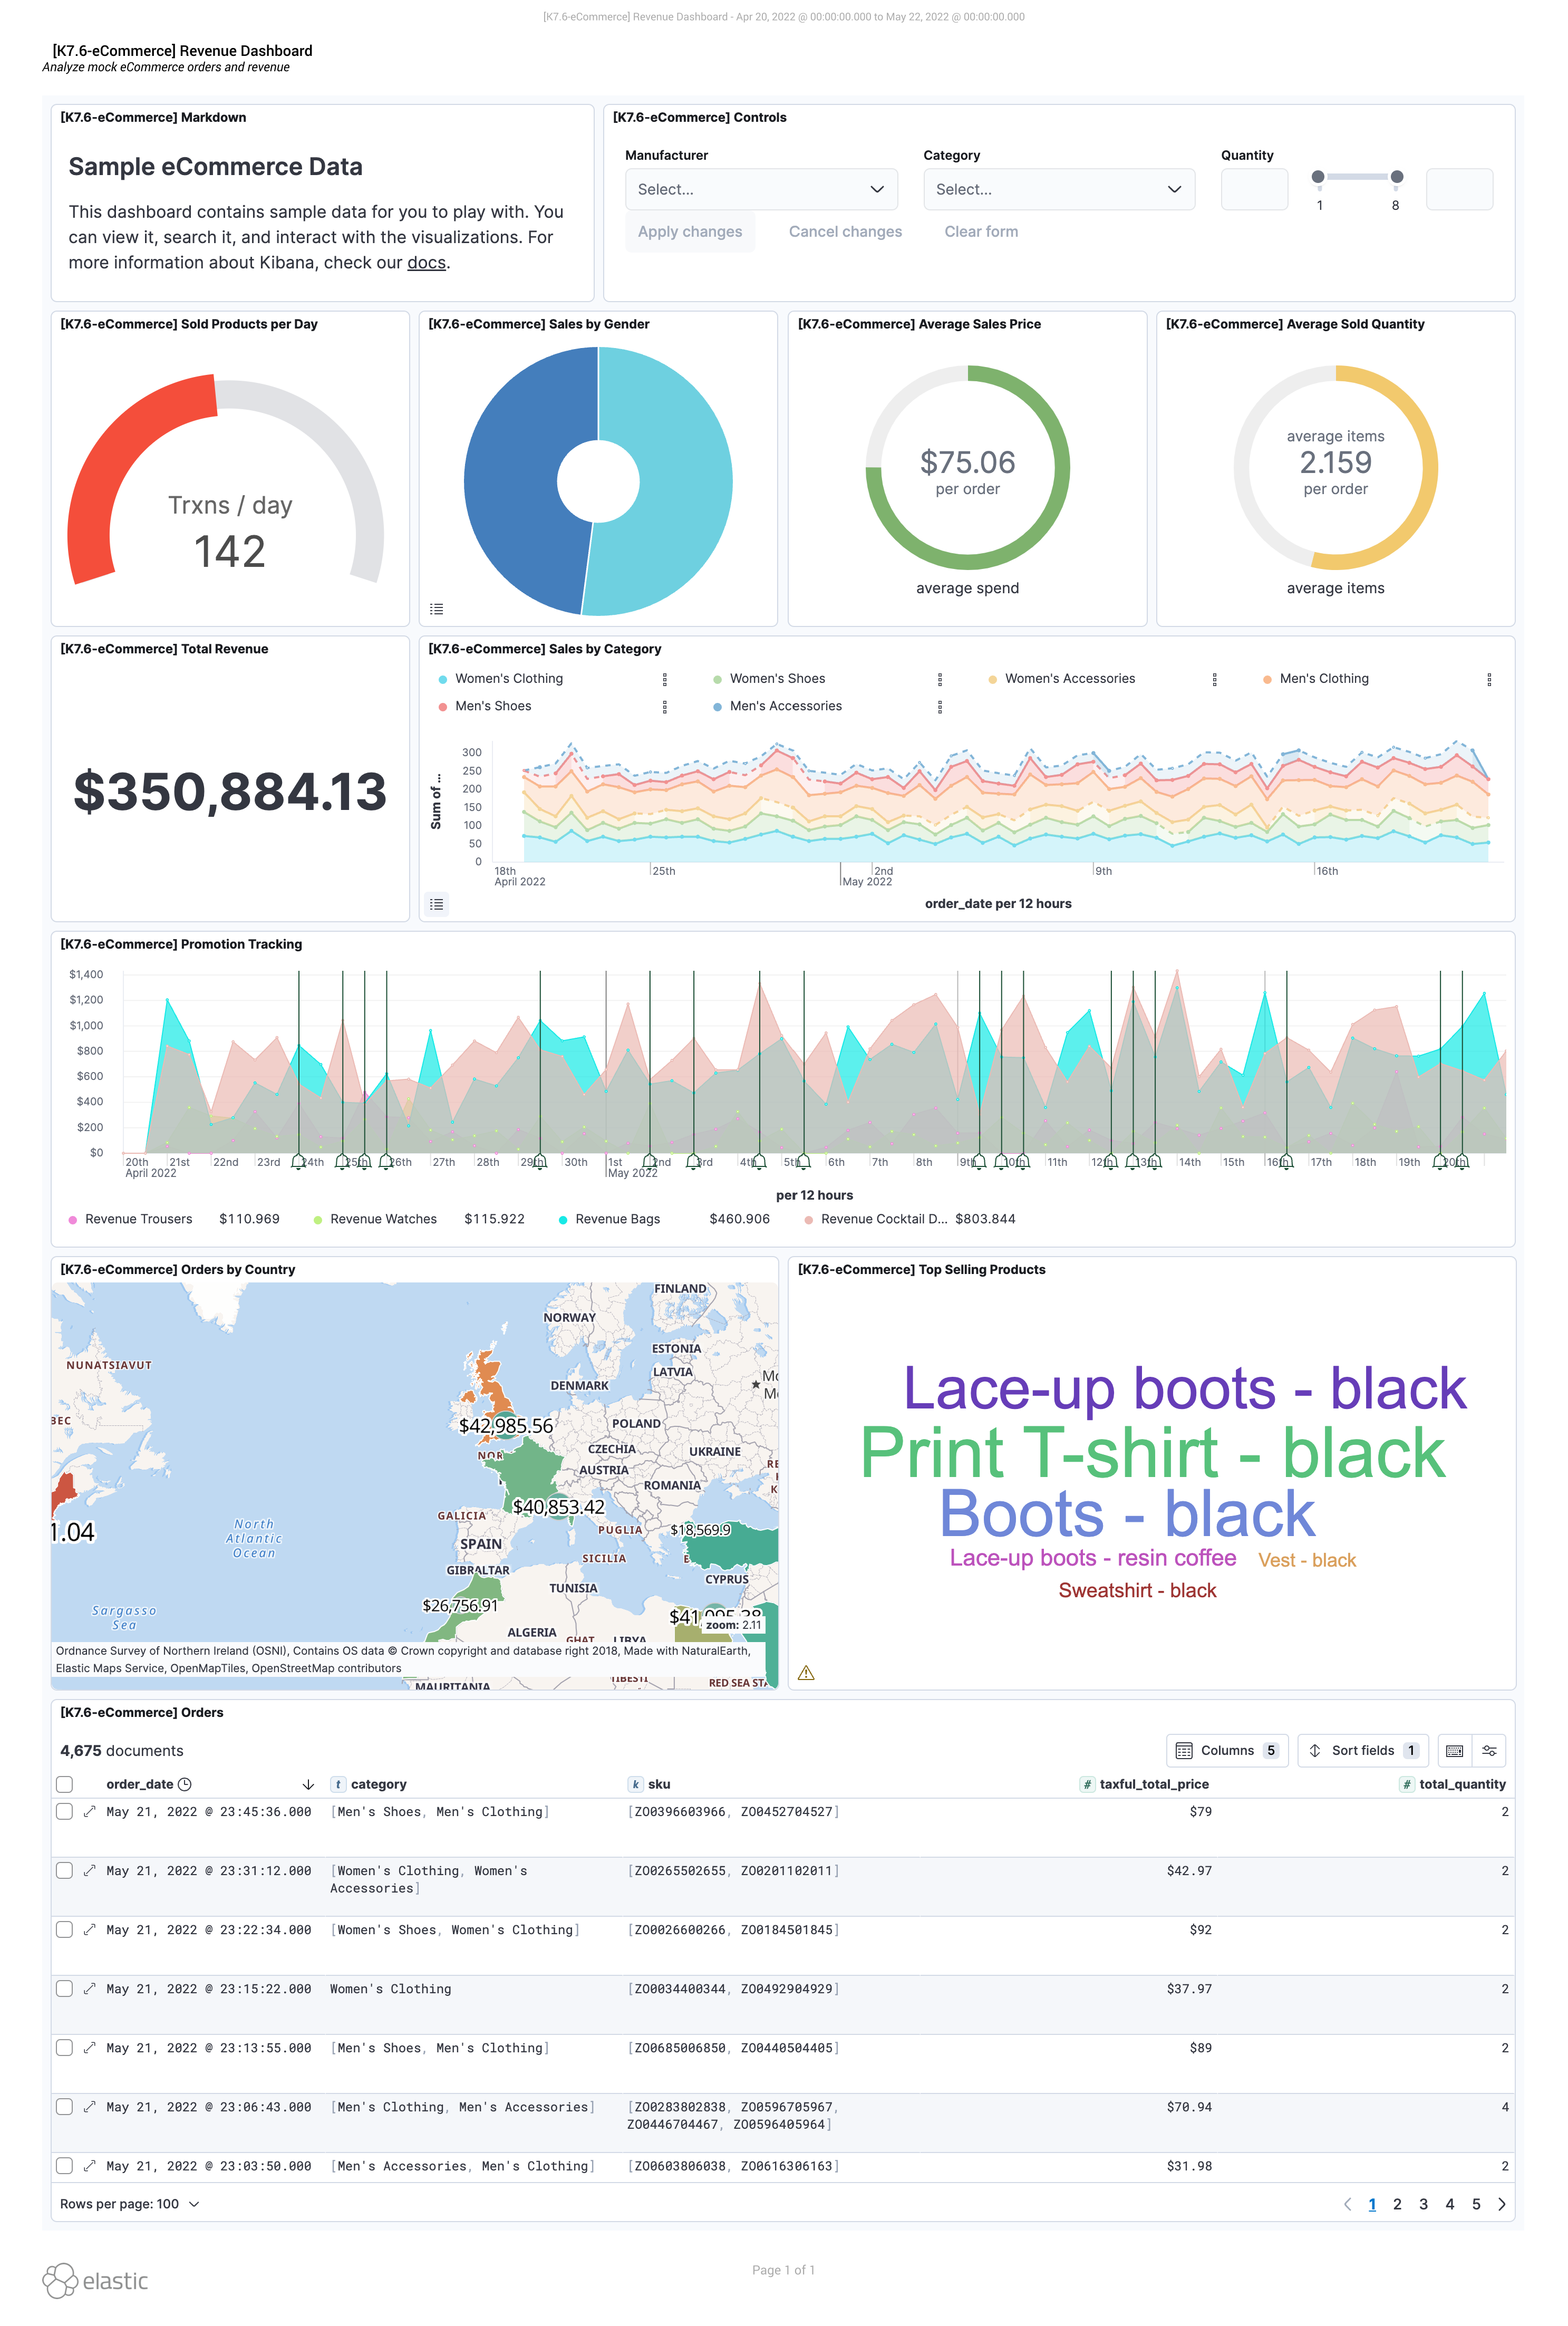 [K7.6-eCommerce] Revenue Dashboard - Apr 20, 2022 @ 00:00:00.000 to May 22, 2022 @ 00:00:00.000
[K7.6-eCommerce] Revenue Dashboard
Analyze mock eCommerce orders and revenue
[K7.6-eCommerce] Markdown
Sample eCommerce Data
This dashboard contains sample data for you to play with. You
can view it, search it, and interact with the visualizations. For
more information about Kibana, check our docs.
[K7.6-eCommerce] Controls
Manufacturer Category Quantity
Select... Select...
1 8
Apply changes Cancel changes Clear form
[K7.6-eCommerce] Sold Products per Day
Trxns / day
142
[K7.6-eCommerce] Sales by Gender
[K7.6-eCommerce] Average Sales Price
$75.06
per order
average spend
[K7.6-eCommerce] Average Sold Quantity
average items
2.159
per order
average items
[K7.6-eCommerce] Total Revenue
$350,884.13
[K7.6-eCommerce] Sales by Category
Women's Clothing Women's Shoes Women's Accessories Men's Clothing
Men's Shoes Men's Accessories
Sum of ...
300
250
200
150
100
50
0
18th 25th 2nd 9th 16th
April 2022 May 2022
order_date per 12 hours
[K7.6-eCommerce] Promotion Tracking
$1,400
$1,200
$1,000
$800
$600
$400
$200
$0
20th 21st 22nd 23rd 24th 25th 26th 27th 28th 29th 30th 1st 2nd 3rd 4th 5th 6th 7th 8th 9th 10th 11th 12th 13th 14th 15th 16th 17th 18th 19th 20th
April 2022 May 2022
per 12 hours
Revenue Trousers $110.969 Revenue Watches $115.922 Revenue Bags $460.906 Revenue Cocktail D... $803.844
[K7.6-eCommerce] Orders by Country
FINLAND
NORWAY
ESTONIA
NUNATSIAVUT
LATVIA
DENMARK
BEC
POLAND
$42,985.56
CZECHIA
UKRAINE
NOR
AUSTRIA
ROMANIA
$40,853.42
GALICIA
1.04
North
Atlantic
Ocean
PUGLIA
$18,569.9
SPAIN
SICILIA
GIBRALTAR
TUNISIA
CYPRUS
$26,756.91
Sargasso
Sea
zoom: 2.11
ALGERIA
GHAT
LIBYA
Ordnance Survey of Northern Ireland (OSNI), Contains OS data © Crown copyright and database right 2018, Made with NaturalEarth,
Elastic Maps Service, OpenMapTiles, OpenStreetMap contributors
MAURITANIA
RED SEA STA
[K7.6-eCommerce] Top Selling Products
Lace-up boots - black
Print T-shirt - black
Boots - black
Lace-up boots - resin coffee Vest - black
Sweatshirt - black
[K7.6-eCommerce] Orders
4,675 documents
Columns 5 Sort fields 1
order_date t category k sku # taxful_total_price # total_quantity
May 21, 2022 @ 23:45:36.000 [Men's Shoes, Men's Clothing] [ZO0396603966, ZO0452704527] $79 2
May 21, 2022 @ 23:31:12.000 [Women's Clothing, Women's [ZO0265502655, ZO0201102011] $42.97 2
Accessories]
May 21, 2022 @ 23:22:34.000 [Women's Shoes, Women's Clothing] [ZO0026600266, ZO0184501845] $92 2
May 21, 2022 @ 23:15:22.000 Women's Clothing [ZO0034400344, ZO0492904929] $37.97 2
May 21, 2022 @ 23:13:55.000 [Men's Shoes, Men's Clothing] [ZO0685006850, ZO0440504405] $89 2
May 21, 2022 @ 23:06:43.000 [Men's Clothing, Men's Accessories] [ZO0283802838, ZO0596705967, $70.94 4
ZO0446704467, ZO0596405964]
May 21, 2022 @ 23:03:50.000 [Men's Accessories, Men's Clothing] [ZO0603806038, ZO0616306163] $31.98 2
Rows per page: 100
1 2 3 4 5
elastic
Page 1 of 1